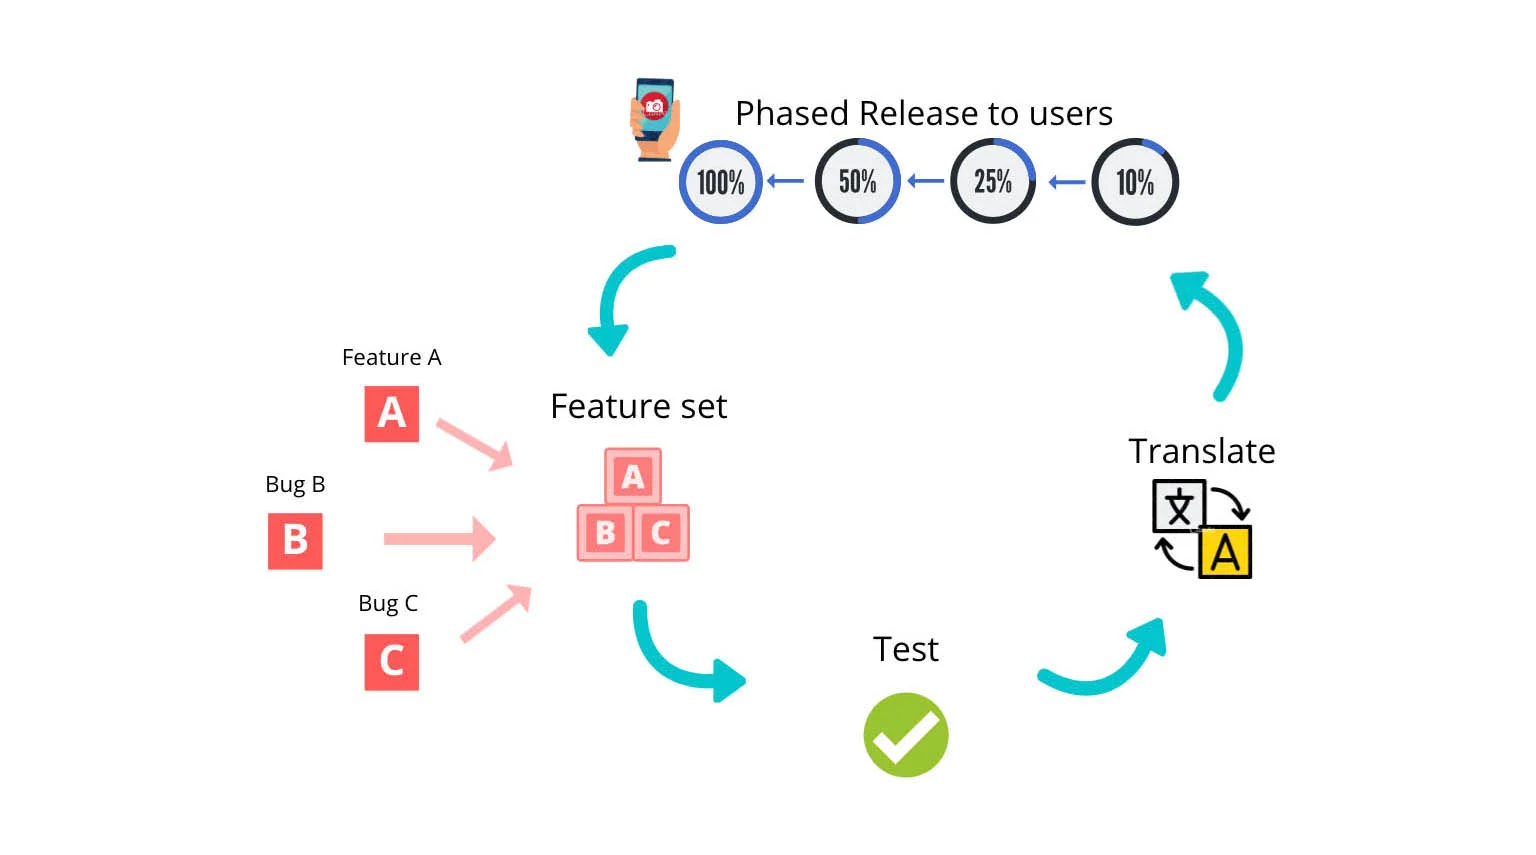 Phased Release to users
100%
50%
25%
10%
Feature A
A
Feature set
A
B
C
Bug B
B
Bug C
C
Translate
文
A
Test